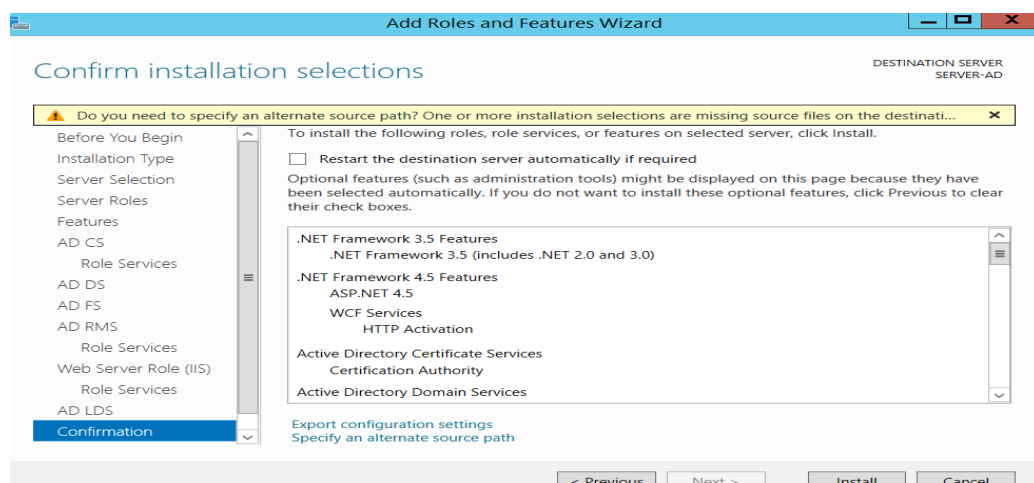 Add Roles and Features Wizard
Confirm installation selections
DESTINATION SERVER
SERVER-AD
Do you need to specify an alternate source path? One or more installation selections are missing source files on the destinati...
Before You Begin
Installation Type
Server Selection
Server Roles
Features
AD CS
Role Services
AD DS
AD FS
AD RMS
Role Services
Web Server Role (IIS)
Role Services
AD LDS
Confirmation
To install the following roles, role services, or features on selected server, click Install.
Restart the destination server automatically if required
Optional features (such as administration tools) might be displayed on this page because they have
been selected automatically. If you do not want to install these optional features, click Previous to clear
their check boxes.
.NET Framework 3.5 Features
.NET Framework 3.5 (includes .NET 2.0 and 3.0)
.NET Framework 4.5 Features
ASP.NET 4.5
WCF Services
HTTP Activation
Active Directory Certificate Services
Certification Authority
Active Directory Domain Services
Export configuration settings
Specify an alternate source path
< Previous
Next >
Install
Cancel